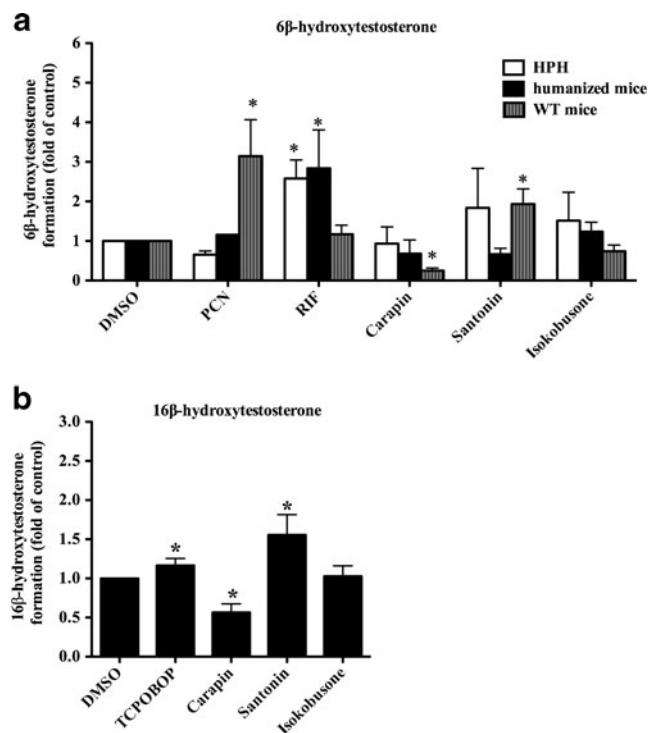 a
6β-hydroxytestosterone
6β-hydroxytestosterone
formation (fold of control)
6
5
4
3
2
1
0
HPH
humanized mice
WT mice
*
*
*
*
*
DMSO
PCN
RIF
Carapin
Santonin
Isokobusone
b
16β-hydroxytestosterone
16β-hydroxytestosterone
formation (fold of control)
3.0
2.5
2.0
1.5
1.0
0.5
0.0
*
*
*
DMSO
TCPOBOP
Carapin
Santonin
Isokobusone